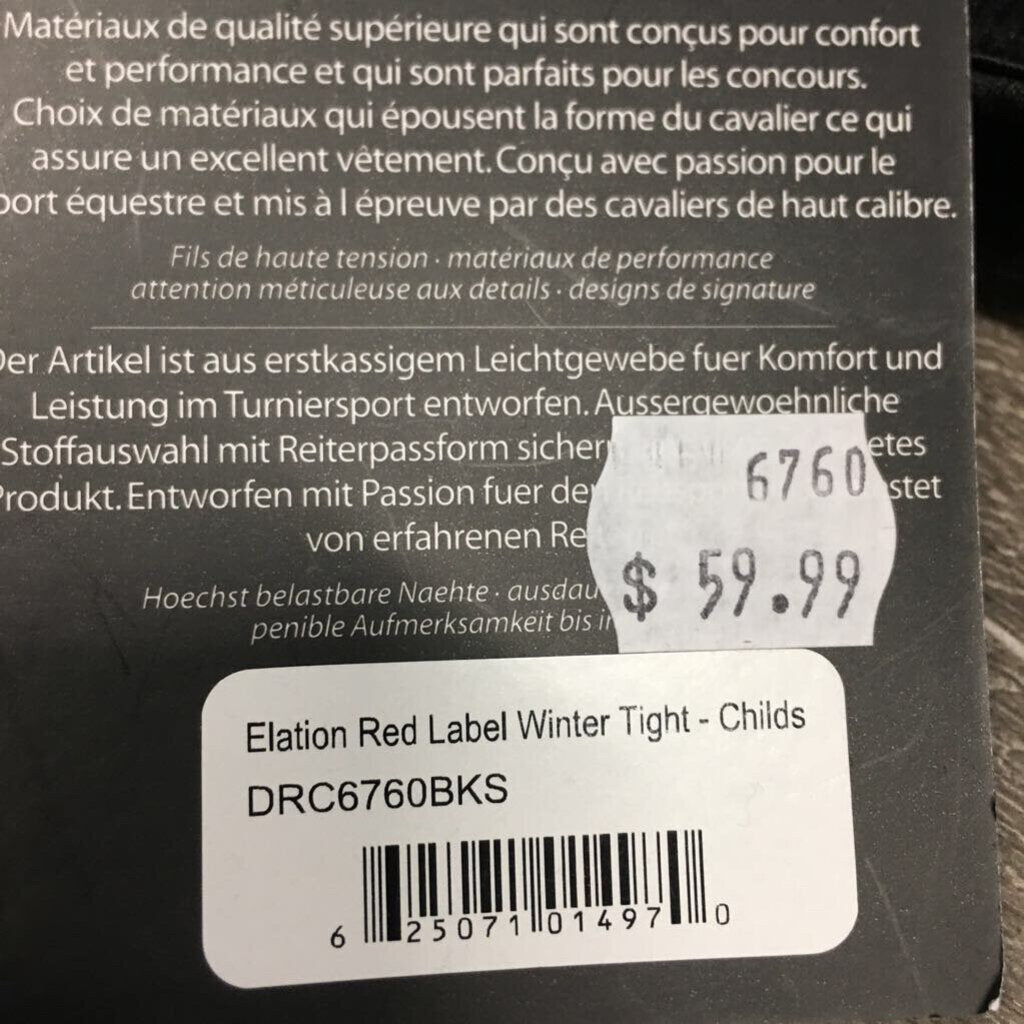 Matériaux de qualité supérieure qui sont conçus pour confort
et performance et qui sont parfaits pour les concours.
Choix de matériaux qui épousent la forme du cavalier ce qui
assure un excellent vêtement. Conçu avec passion pour le
port équestre et mis à l épreuve par des cavaliers de haut calibre.
Fils de haute tension · matériaux de performance
attention méticuleuse aux details · designs de signature
Der Artikel ist aus erstkassigem Leichtgewebe fuer Komfort und
Leistung im Turniersport entworfen. Aussergewoehnliche
Stoffauswahl mit Reiterpassform sicher etes
Produkt. Entworfen mit Passion fuer de stet
von erfahrenen Re
Hoechst belastbare Naehte · ausdau
penible Aufmerksamkeit bis in
6760
$ 59.99
Elation Red Label Winter Tight - Childs
DRC6760BKS
6 25071 01497 0